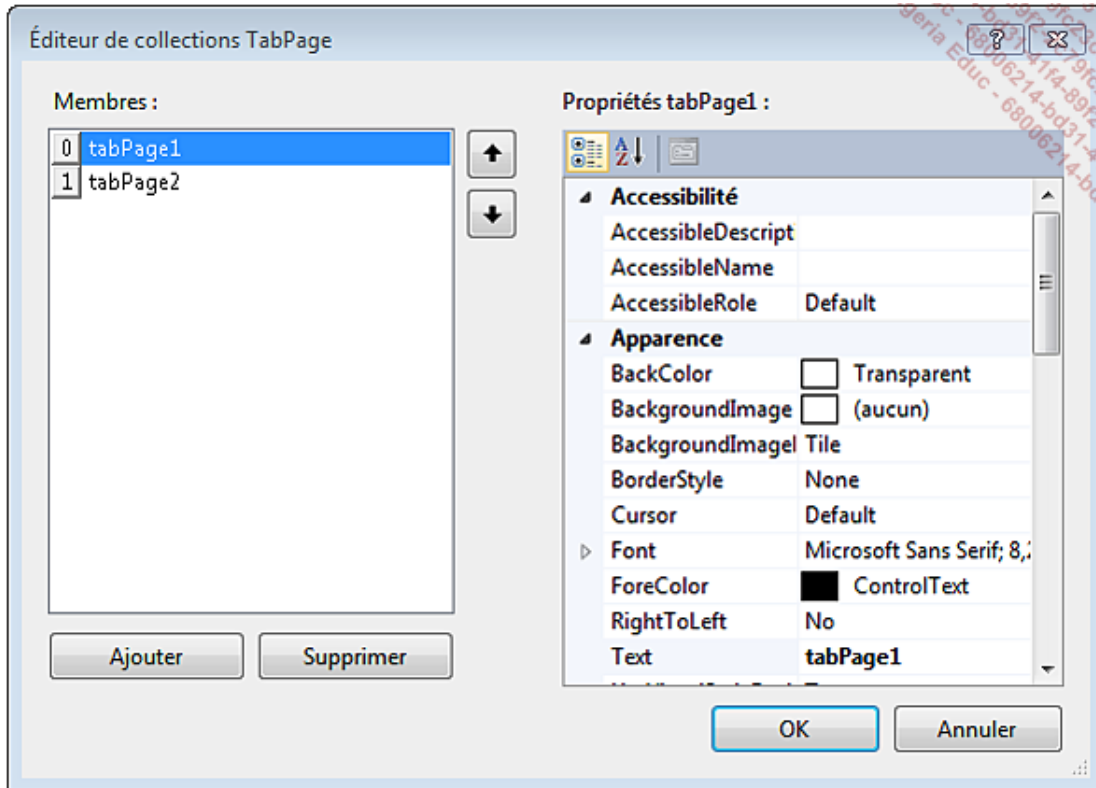 Éditeur de collections TabPage
Membres :
0 tabPage1
1 tabPage2
Ajouter
Supprimer
Propriétés tabPage1 :
Accessibilité
AccessibleDescript
AccessibleName
AccessibleRole Default
Apparence
BackColor Transparent
BackgroundImage (aucun)
BackgroundImagel Tile
BorderStyle None
Cursor Default
Font Microsoft Sans Serif; 8,
ForeColor ControlText
RightToLeft No
Text tabPage1
OK
Annuler